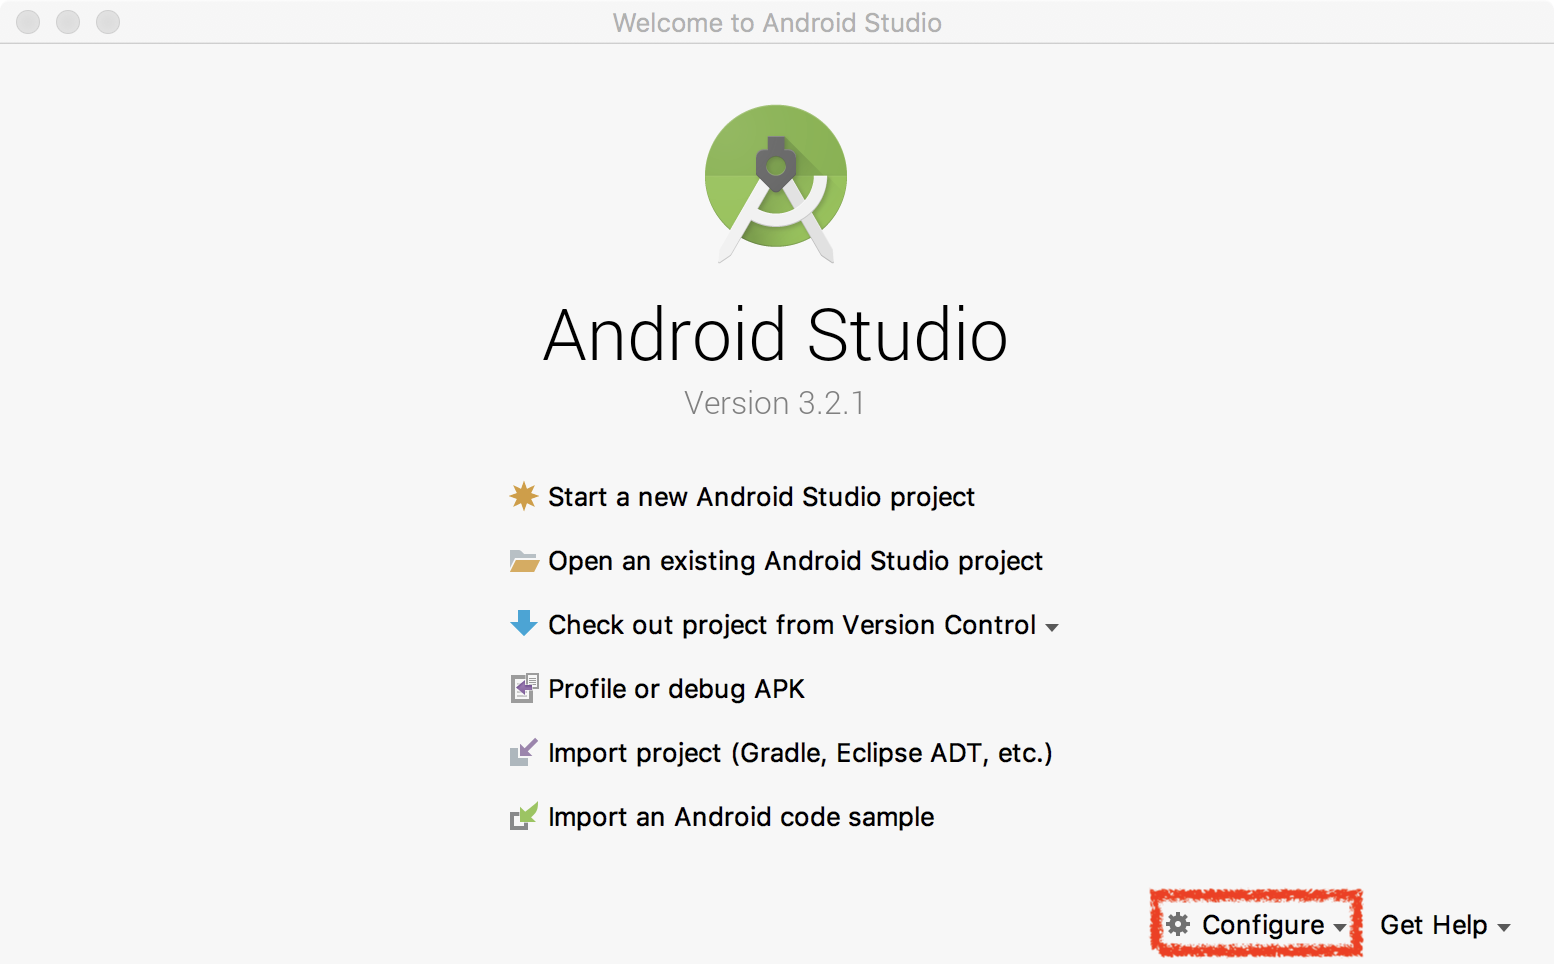 Welcome to Android Studio
Android Studio
Version 3.2.1
Start a new Android Studio project
Open an existing Android Studio project
Check out project from Version Control
Profile or debug APK
Import project (Gradle, Eclipse ADT, etc.)
Import an Android code sample
Configure Get Help